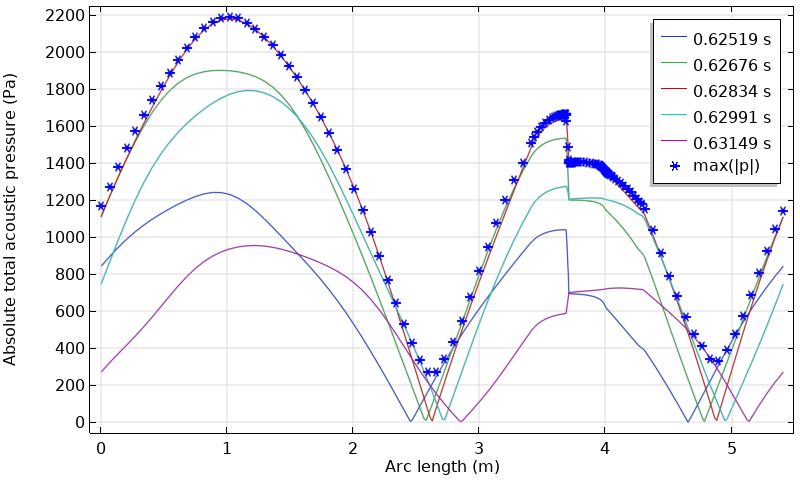 2200
2000
1800
1600
1400
1200
1000
800
600
400
200
0
Absolute total acoustic pressure (Pa)
0.62519 s
0.62676 s
0.62834 s
0.62991 s
0.63149 s
max(|p|)
0 1 2 3 4 5
Arc length (m)